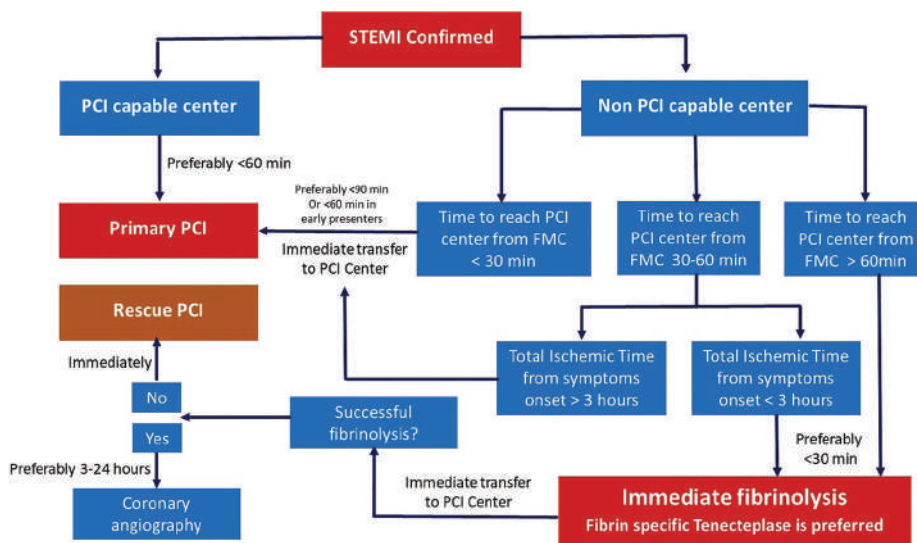 STEMI Confirmed
PCI capable center
Non PCI capable center
Preferably <60 min
Preferably <90 min
Or <60 min in
early presenters
Primary PCI
Immediate transfer
to PCI Center
Time to reach PCI
center from FMC
< 30 min
Time to reach
PCI center from
FMC 30-60 min
Time to reach
PCI center from
FMC > 60min
Rescue PCI
Immediately
No
Yes
Preferably 3-24 hours
Coronary
angiography
Successful
fibrinolysis?
Total Ischemic Time
from symptoms
onset > 3 hours
Total Ischemic Time
from symptoms
onset < 3 hours
Preferably
<30 min
Immediate transfer
to PCI Center
Immediate fibrinolysis
Fibrin specific Tenecteplase is preferred